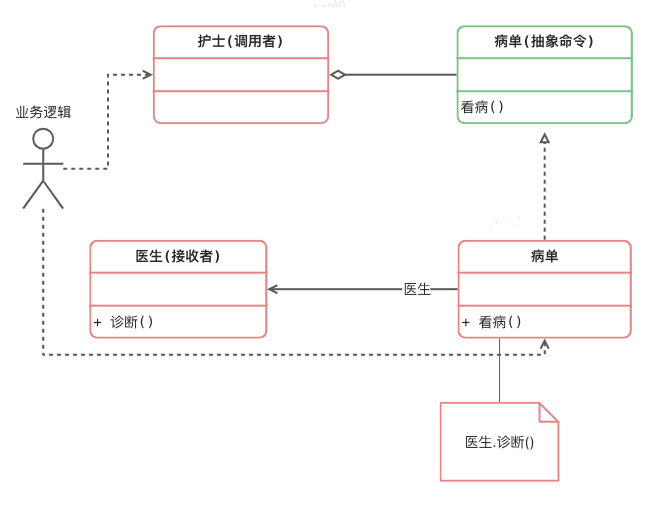 护士(调用者)
病单(抽象命令)
看病()
业务逻辑
医生(接收者)
病单
医生
+ 诊断()
+ 看病()
医生.诊断()